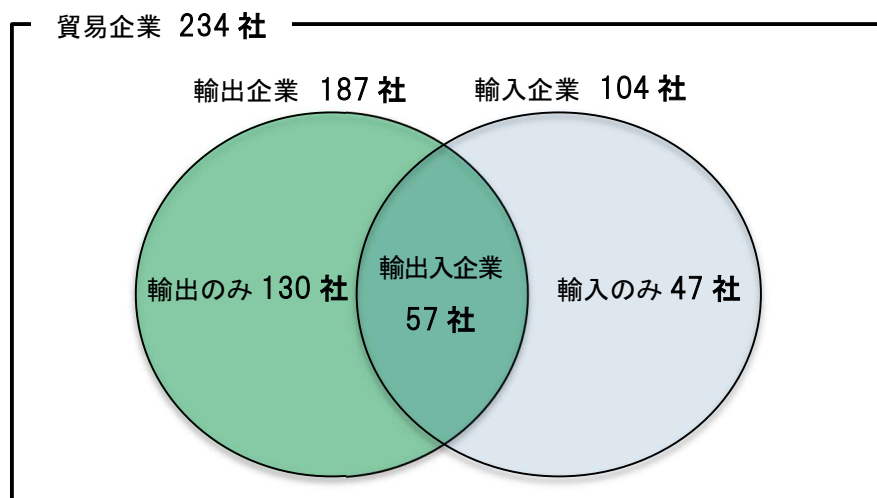 貿易企業 234 社
輸出企業 187 社
輸入企業 104 社
輸出のみ 130 社
輸出入企業
57 社
輸入のみ 47 社